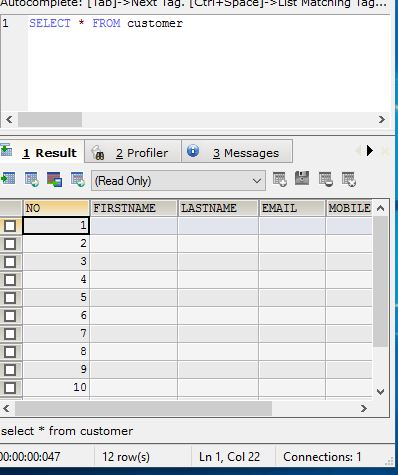 Autocomplete: [Tab]->Next Tag. [Ctrl+Space]->List Matching Tag...
1 SELECT * FROM customer
1 Result 2 Profiler 3 Messages
(Read Only)
NO FIRSTNAME LASTNAME EMAIL MOBILE
1
2
3
4
5
6
7
8
9
10
select * from customer
00:00:00:047 12 row(s) Ln 1, Col 22 Connections: 1